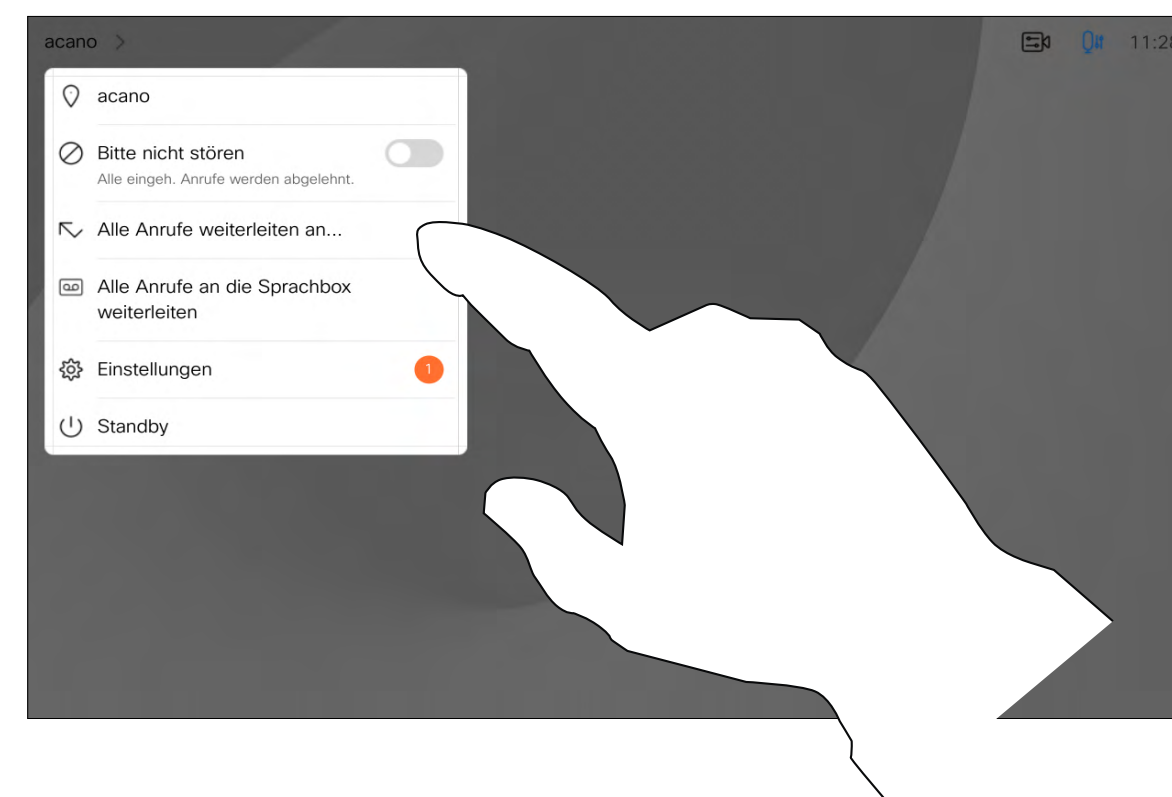 acano
11:28
acano
Bitte nicht stören
Alle eingeh. Anrufe werden abgelehnt.
Alle Anrufe weiterleiten an...
Alle Anrufe an die Sprachbox
weiterleiten
Einstellungen
1
Standby